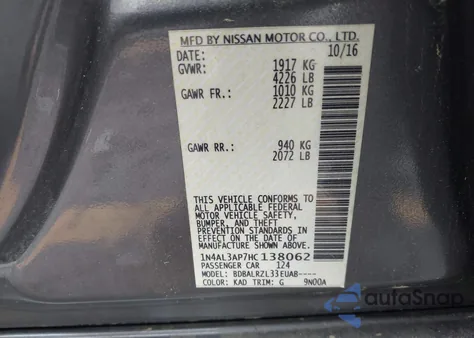 MFD BY NISSAN MOTOR CO., LTD.
DATE: 10/16
GVWR: 1917 KG
4226 LB
GAWR FR.: 1010 KG
2227 LB
GAWR RR.: 940 KG
2072 LB
THIS VEHICLE CONFORMS TO
ALL APPLICABLE FEDERAL
MOTOR VEHICLE SAFETY,
BUMPER, AND THEFT
PREVENTION STANDARDS
IN EFFECT ON THE DATE OF
MANUFACTURE SHOWN ABOVE.
1N4AL3AP7HC138062
PASSENGER CAR 124
MODEL: BDBALRZL33EUAB----
COLOR: KAD TRIM: G 9N00A
autoSnap